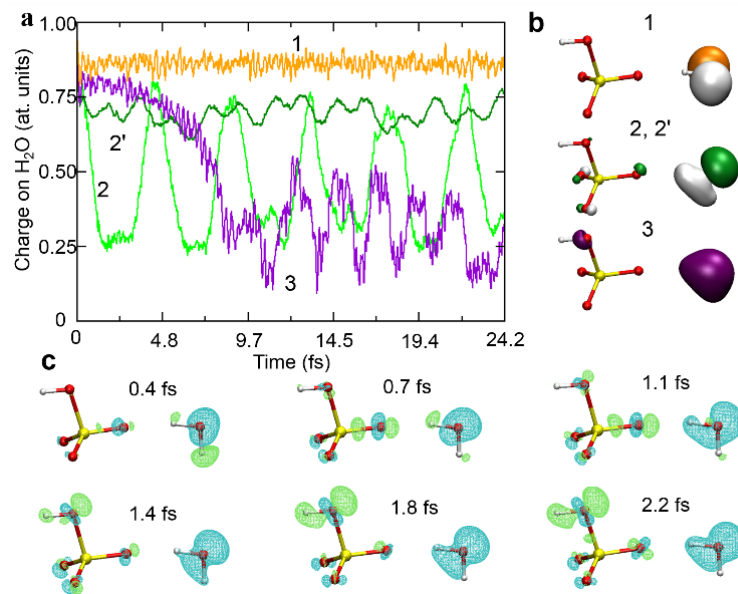 a
1.00
0.75
0.50
0.25
0
Charge on H₂O (at. units)
1
2'
2
3
0
4.8
9.7
14.5
19.4
24.2
Time (fs)
b
1
2, 2'
3
c
0.4 fs
0.7 fs
1.1 fs
1.4 fs
1.8 fs
2.2 fs